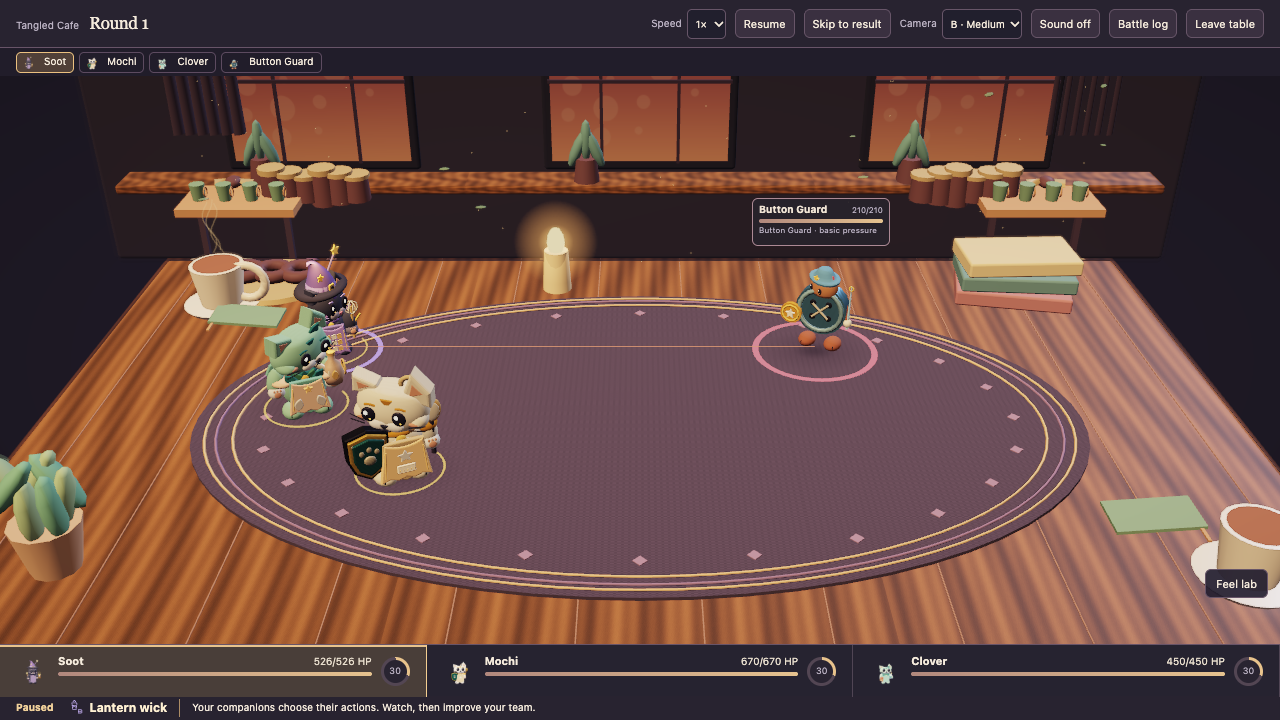 Tangled Cafe Round 1 Speed 1x Resume Skip to result Camera B · Medium Sound off Battle log Leave table
Soot Mochi Clover Button Guard
Button Guard 210/210
Button Guard · basic pressure
Feel lab
Soot 526/526 HP 30 Mochi 670/670 HP 30 Clover 450/450 HP 30
Paused Lantern wick Your companions choose their actions. Watch, then improve your team.